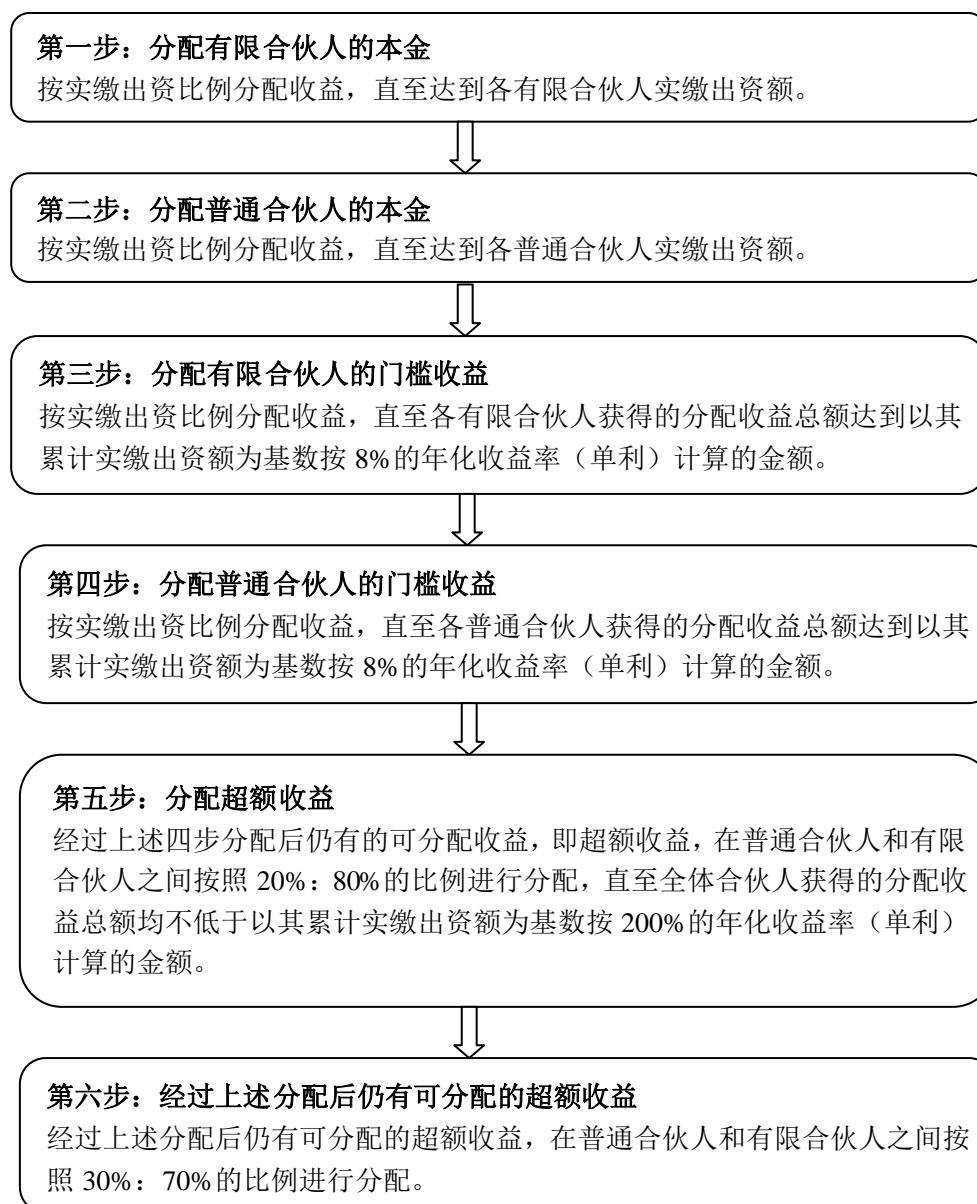 第一步：分配有限合伙人的本金
按实缴出资比例分配收益，直至达到各有限合伙人实缴出资额。
第二步：分配普通合伙人的本金
按实缴出资比例分配收益，直至达到各普通合伙人实缴出资额。
第三步：分配有限合伙人的门槛收益
按实缴出资比例分配收益，直至各有限合伙人获得的分配收益总额达到以其
累计实缴出资额为基数按 8%的年化收益率（单利）计算的金额。
第四步：分配普通合伙人的门槛收益
按实缴出资比例分配收益，直至各普通合伙人获得的分配收益总额达到以其
累计实缴出资额为基数按 8%的年化收益率（单利）计算的金额。
第五步：分配超额收益
经过上述四步分配后仍有的可分配收益，即超额收益，在普通合伙人和有限
合伙人之间按照 20%：80%的比例进行分配，直至全体合伙人获得的分配收
益总额均不低于以其累计实缴出资额为基数按 200%的年化收益率（单利）
计算的金额。
第六步：经过上述分配后仍有可分配的超额收益
经过上述分配后仍有可分配的超额收益，在普通合伙人和有限合伙人之间按
照 30%：70%的比例进行分配。